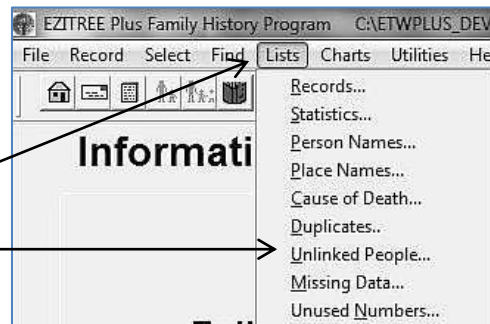 EZITREE Plus Family History Program C:\ETWPLUS_DEV
File Record Select Find Lists Charts Utilities He
Records...
Statistics...
Informati
Person Names...
Place Names...
Cause of Death...
Duplicates..
Unlinked People...
Missing Data...
Unused Numbers...